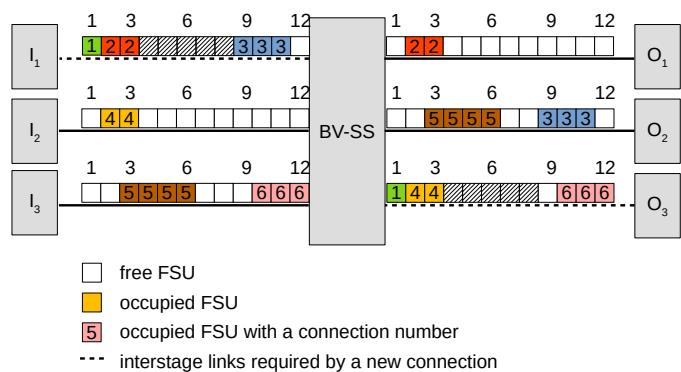 1 3 6 9 12 1 3 6 9 12
I1 1 2 2 3 3 3 2 2 O1
1 3 6 9 12 1 3 6 9 12
I2 4 4 BV-SS 5 5 5 5 3 3 3 O2
1 3 6 9 12 1 3 6 9 12
I3 5 5 5 5 6 6 6 1 4 4 6 6 6 O3
free FSU
occupied FSU
5 occupied FSU with a connection number
interstage links required by a new connection